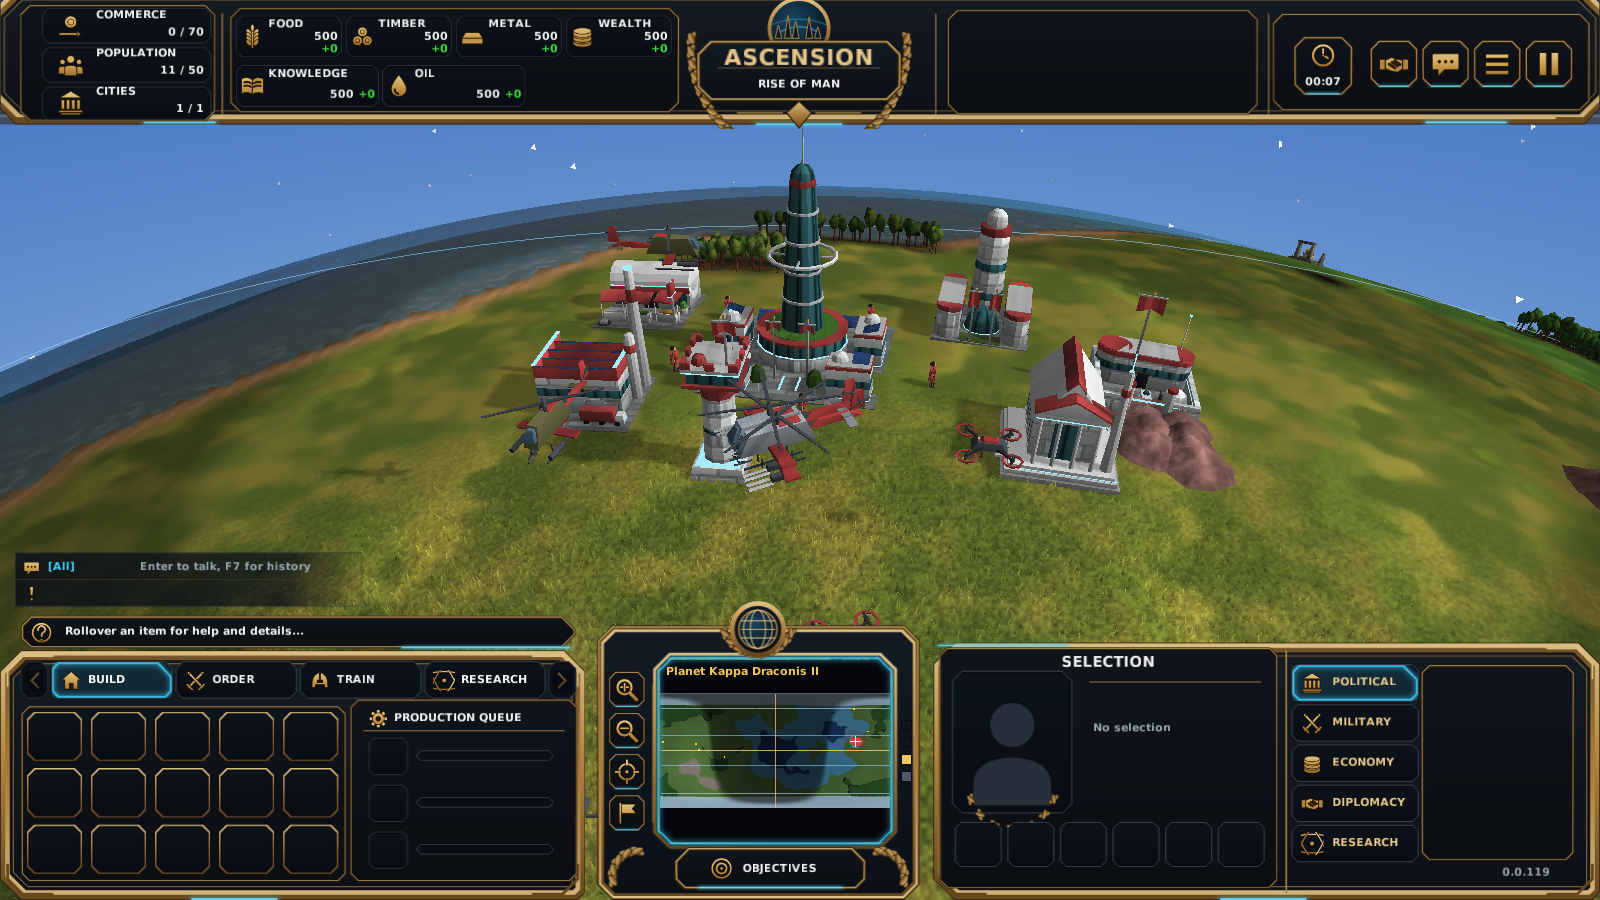 COMMERCE
0 / 70
POPULATION
11 / 50
CITIES
1 / 1
FOOD
500
+0
TIMBER
500
+0
METAL
500
+0
WEALTH
500
+0
KNOWLEDGE
500 +0
OIL
500 +0
ASCENSION
RISE OF MAN
00:07
[All] Enter to talk, F7 for history
!
Rollover an item for help and details...
BUILD
ORDER
TRAIN
RESEARCH
PRODUCTION QUEUE
Planet Kappa Draconis II
OBJECTIVES
SELECTION
No selection
POLITICAL
MILITARY
ECONOMY
DIPLOMACY
RESEARCH
0.0.119